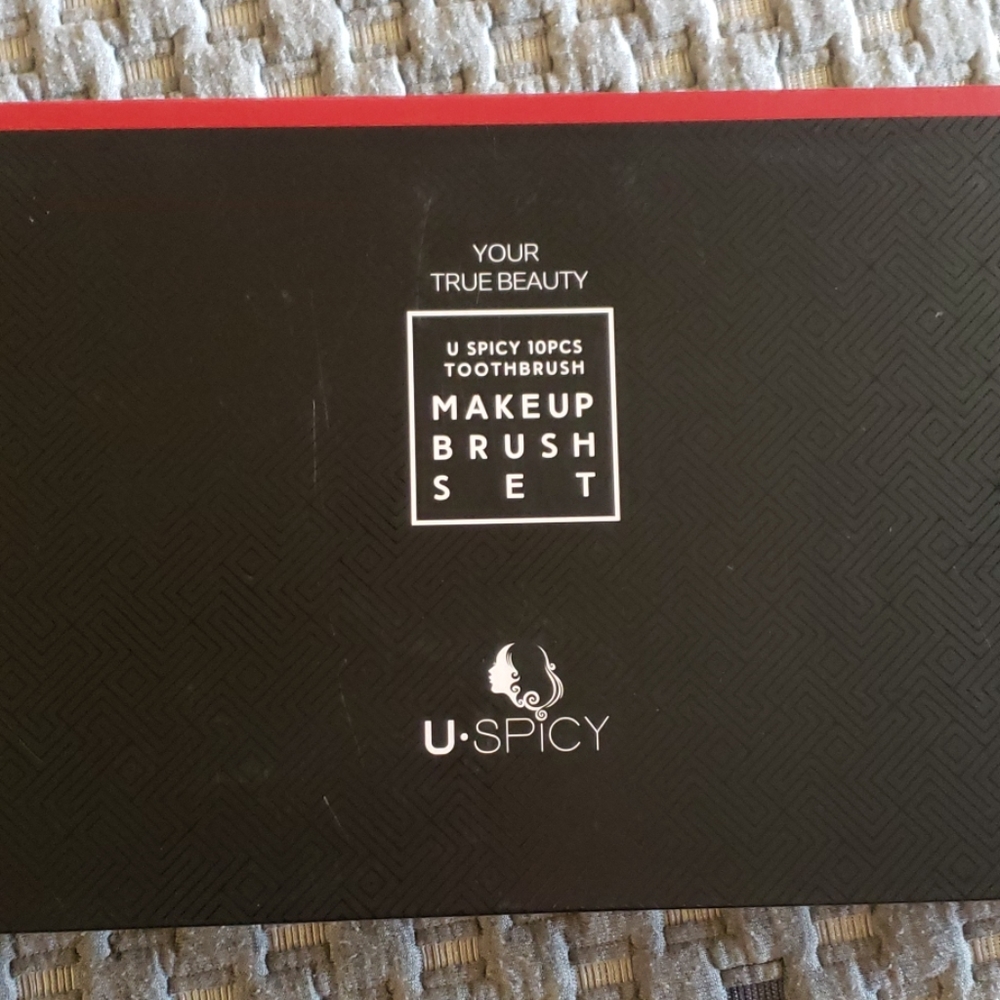 YOUR
TRUE BEAUTY
U SPICY 10PCS
TOOTHBRUSH
MAKEUP
BRUSH
SET
U·SPiCY